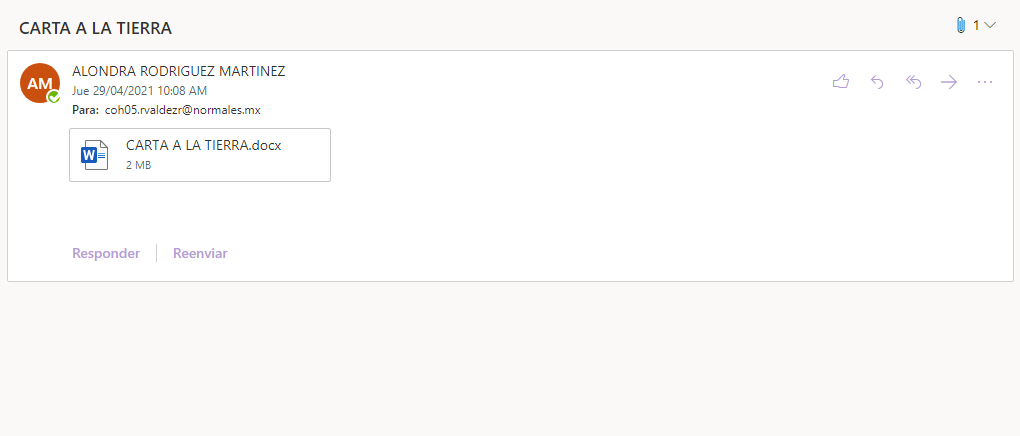 CARTA A LA TIERRA
1
AM
ALONDRA RODRIGUEZ MARTINEZ
Jue 29/04/2021 10:08 AM
Para: coh05.rvaldezr@normales.mx
W
CARTA A LA TIERRA.docx
2 MB
Responder
Reenviar